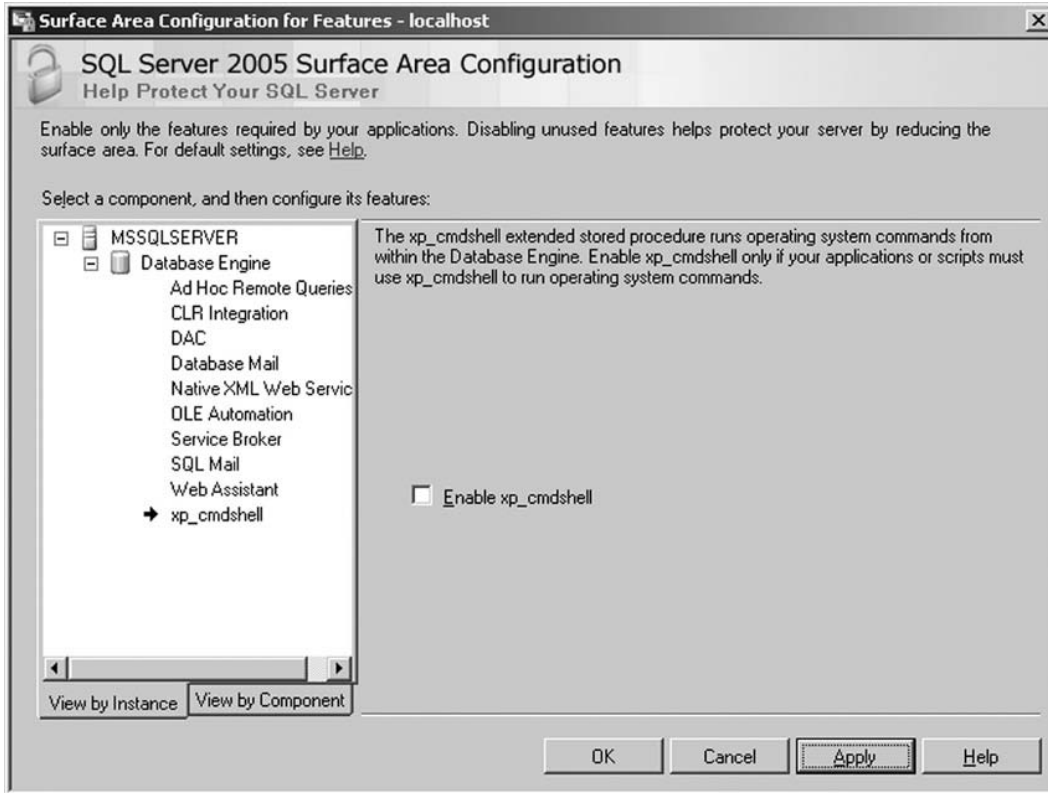 Surface Area Configuration for Features - localhost
SQL Server 2005 Surface Area Configuration
Help Protect Your SQL Server
Enable only the features required by your applications. Disabling unused features helps protect your server by reducing the
surface area. For default settings, see Help.
Select a component, and then configure its features:
MSSQLSERVER
Database Engine
Ad Hoc Remote Queries
CLR Integration
DAC
Database Mail
Native XML Web Servic
OLE Automation
Service Broker
SQL Mail
Web Assistant
xp_cmdshell
View by Instance
View by Component
The xp_cmdshell extended stored procedure runs operating system commands from
within the Database Engine. Enable xp_cmdshell only if your applications or scripts must
use xp_cmdshell to run operating system commands.
Enable xp_cmdshell
OK
Cancel
Apply
Help